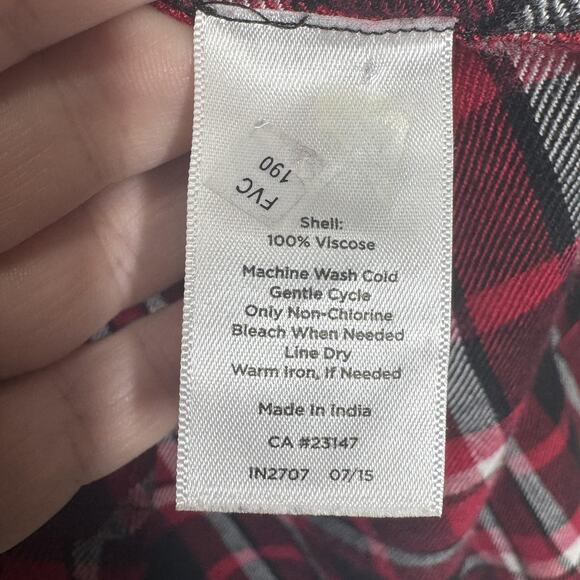 FVC
190
Shell:
100% Viscose
Machine Wash Cold
Gentle Cycle
Only Non-Chlorine
Bleach When Needed
Line Dry
Warm Iron, If Needed
Made In India
CA #23147
IN2707 07/15